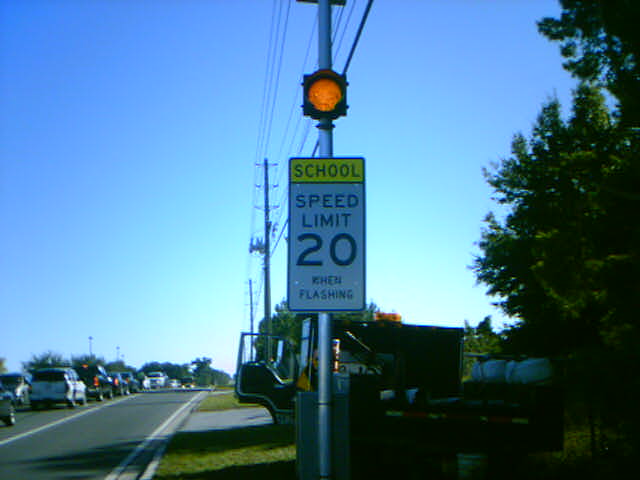 SCHOOL
SPEED
LIMIT
20
WHEN
FLASHING